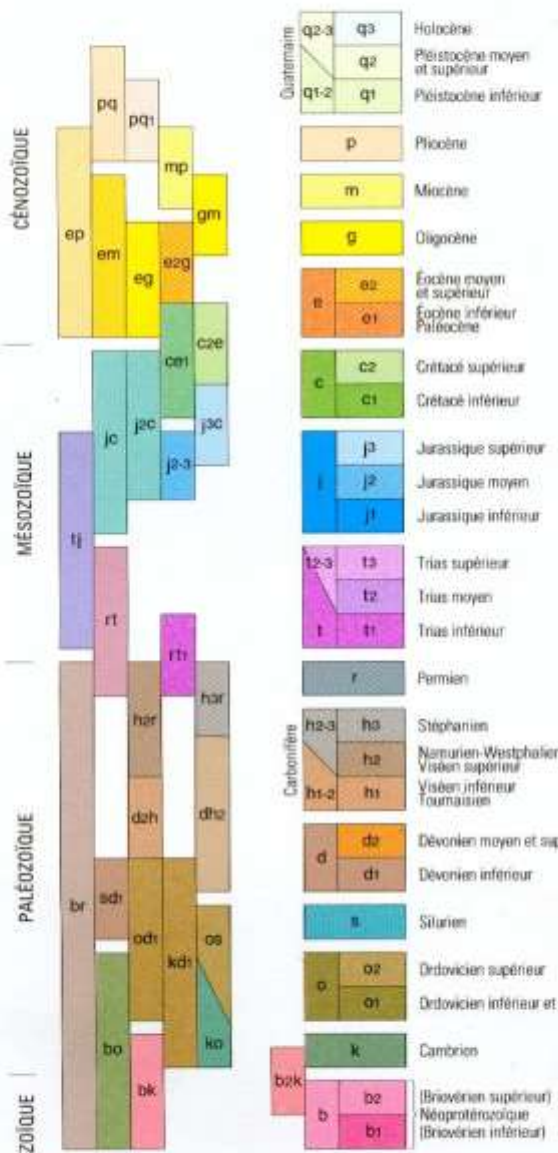 CÉNOZOÏQUE
MÉSOZOÏQUE
PALÉOZOÏQUE
ZOÏQUE
pq
pq1
mp
gm
ep
em
eg
e2g
ce1
c2e
jc
j2c
j3c
j2-3
tj
rt
rt1
h2r
h3r
d2h
dh2
br
sd1
od1
kd1
os
ko
bo
bk
b2k
Quaternaire
q2-3
q3
Holocène
q2
Pléistocène moyen
et supérieur
q1-2
q1
Pléistocène inférieur
p
Pliocène
m
Miocène
g
Oligocène
e
e2
Éocène moyen
et supérieur
e1
Éocène inférieur
Paléocène
c
c2
Crétacé supérieur
c1
Crétacé inférieur
j
j3
Jurassique supérieur
j2
Jurassique moyen
j1
Jurassique inférieur
t2-3
t3
Trias supérieur
t2
Trias moyen
t
t1
Trias inférieur
r
Permien
Carbonifère
h2-3
h3
Stéphanien
h2
Namurien-Westphalien
Viséen supérieur
h1-2
h1
Viséen inférieur
Tournaisien
d
d2
Dévonien moyen et sup
d1
Dévonien inférieur
s
Silurien
o
o2
Ordovicien supérieur
o1
Ordovicien inférieur et
k
Cambrien
b
b2
(Briovérien supérieur)
Néoprotérozoïque
b1
(Briovérien inférieur)